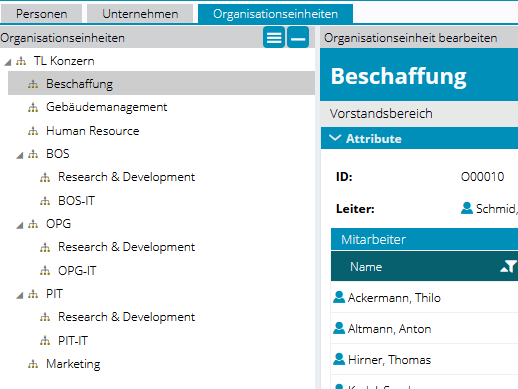 Personen
Unternehmen
Organisationseinheiten
Organisationseinheiten
TL Konzern
Beschaffung
Gebäudemanagement
Human Resource
BOS
Research & Development
BOS-IT
OPG
Research & Development
OPG-IT
PIT
Research & Development
PIT-IT
Marketing
Organisationseinheit bearbeiten
Beschaffung
Vorstandsbereich
Attribute
ID: O00010
Leiter: Schmid,
Mitarbeiter
Name
Ackermann, Thilo
Altmann, Anton
Hirner, Thomas